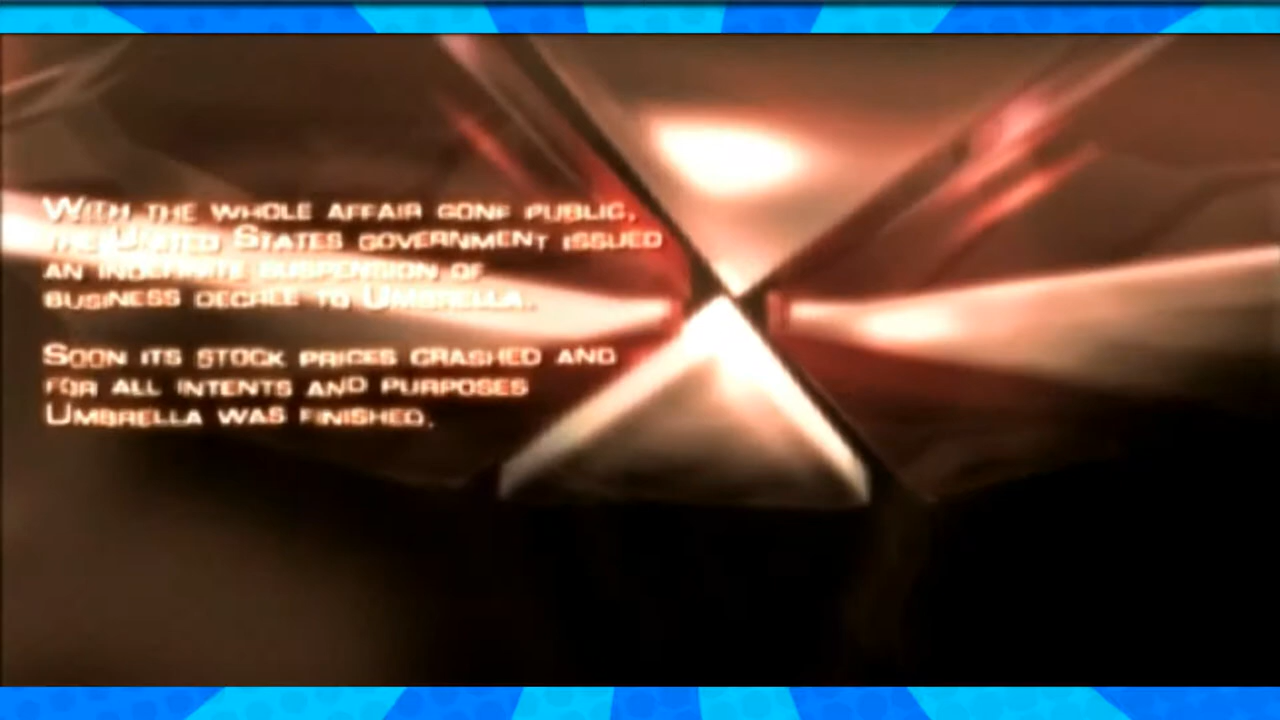 With the whole affair gone public,
the United States government issued
an indefinite suspension of
business decree to Umbrella.
Soon its stock prices crashed and
for all intents and purposes
Umbrella was finished.